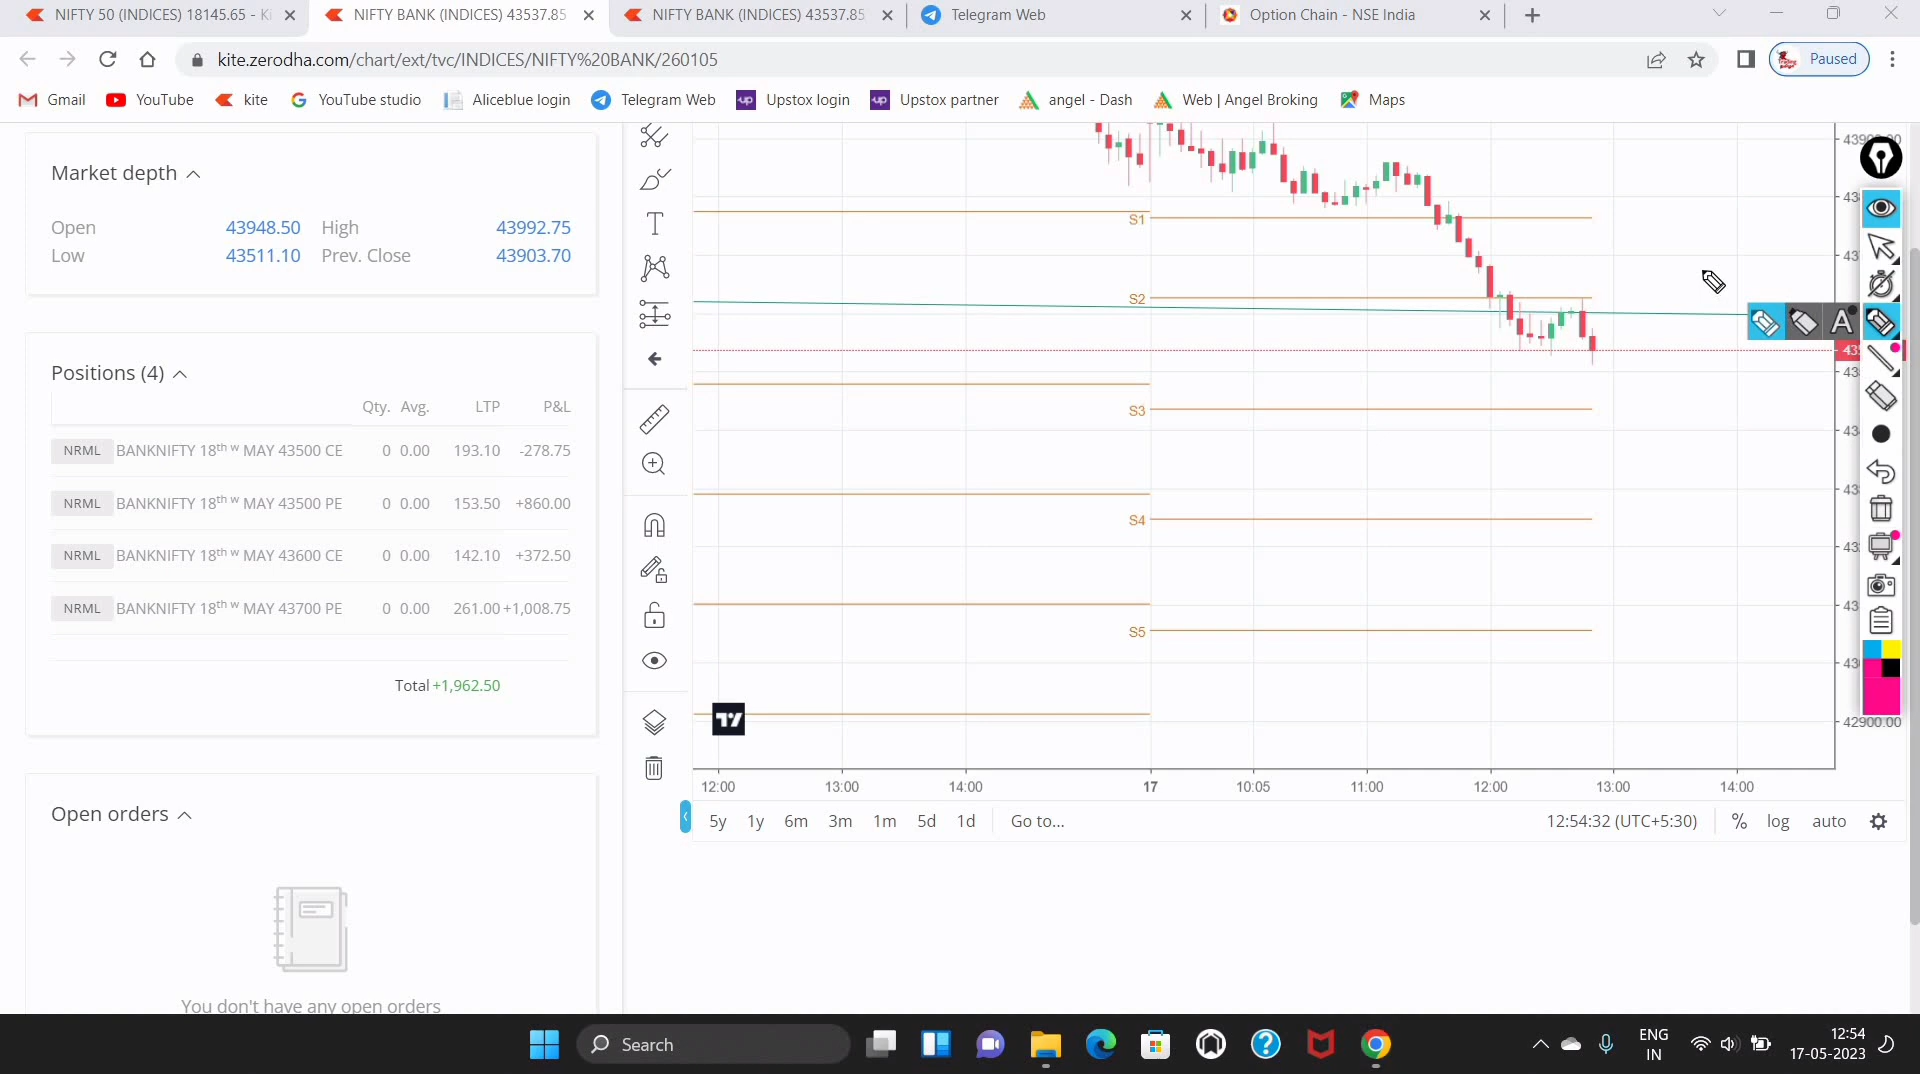 NIFTY 50 (INDICES) 18145.65 - Ki
NIFTY BANK (INDICES) 43537.85
NIFTY BANK (INDICES) 43537.85
Telegram Web
Option Chain - NSE India
kite.zerodha.com/chart/ext/tvc/INDICES/NIFTY%20BANK/260105
Paused
Gmail
YouTube
kite
YouTube studio
Aliceblue login
Telegram Web
Upstox login
Upstox partner
angel - Dash
Web | Angel Broking
Maps
Market depth
Open 43948.50 High 43992.75
Low 43511.10 Prev. Close 43903.70
Positions (4)
Qty. Avg. LTP P&L
NRML BANKNIFTY 18th w MAY 43500 CE 0 0.00 193.10 -278.75
NRML BANKNIFTY 18th w MAY 43500 PE 0 0.00 153.50 +860.00
NRML BANKNIFTY 18th w MAY 43600 CE 0 0.00 142.10 +372.50
NRML BANKNIFTY 18th w MAY 43700 PE 0 0.00 261.00 +1,008.75
Total +1,962.50
Open orders
You don't have any open orders
S1
S2
S3
S4
S5
42900.00
12:00 13:00 14:00 17 10:05 11:00 12:00 13:00 14:00
5y 1y 6m 3m 1m 5d 1d Go to...
12:54:32 (UTC+5:30) % log auto
Search
ENG
IN
12:54
17-05-2023